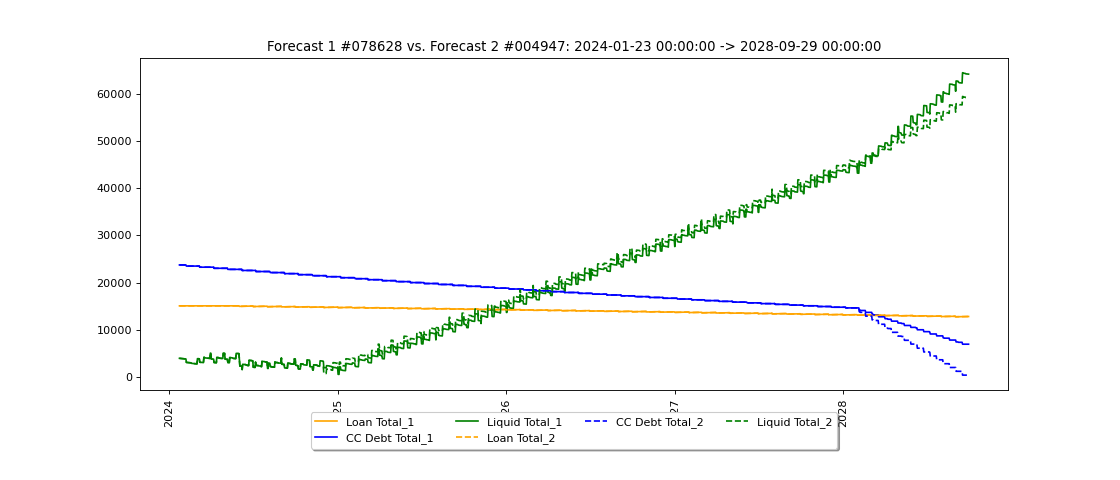 Forecast 1 #078628 vs. Forecast 2 #004947: 2024-01-23 00:00:00 -> 2028-09-29 00:00:00
60000
50000
40000
30000
20000
10000
0
2024
25
26
27
2028
Loan Total_1
Liquid Total_1
CC Debt Total_2
Liquid Total_2
CC Debt Total_1
Loan Total_2